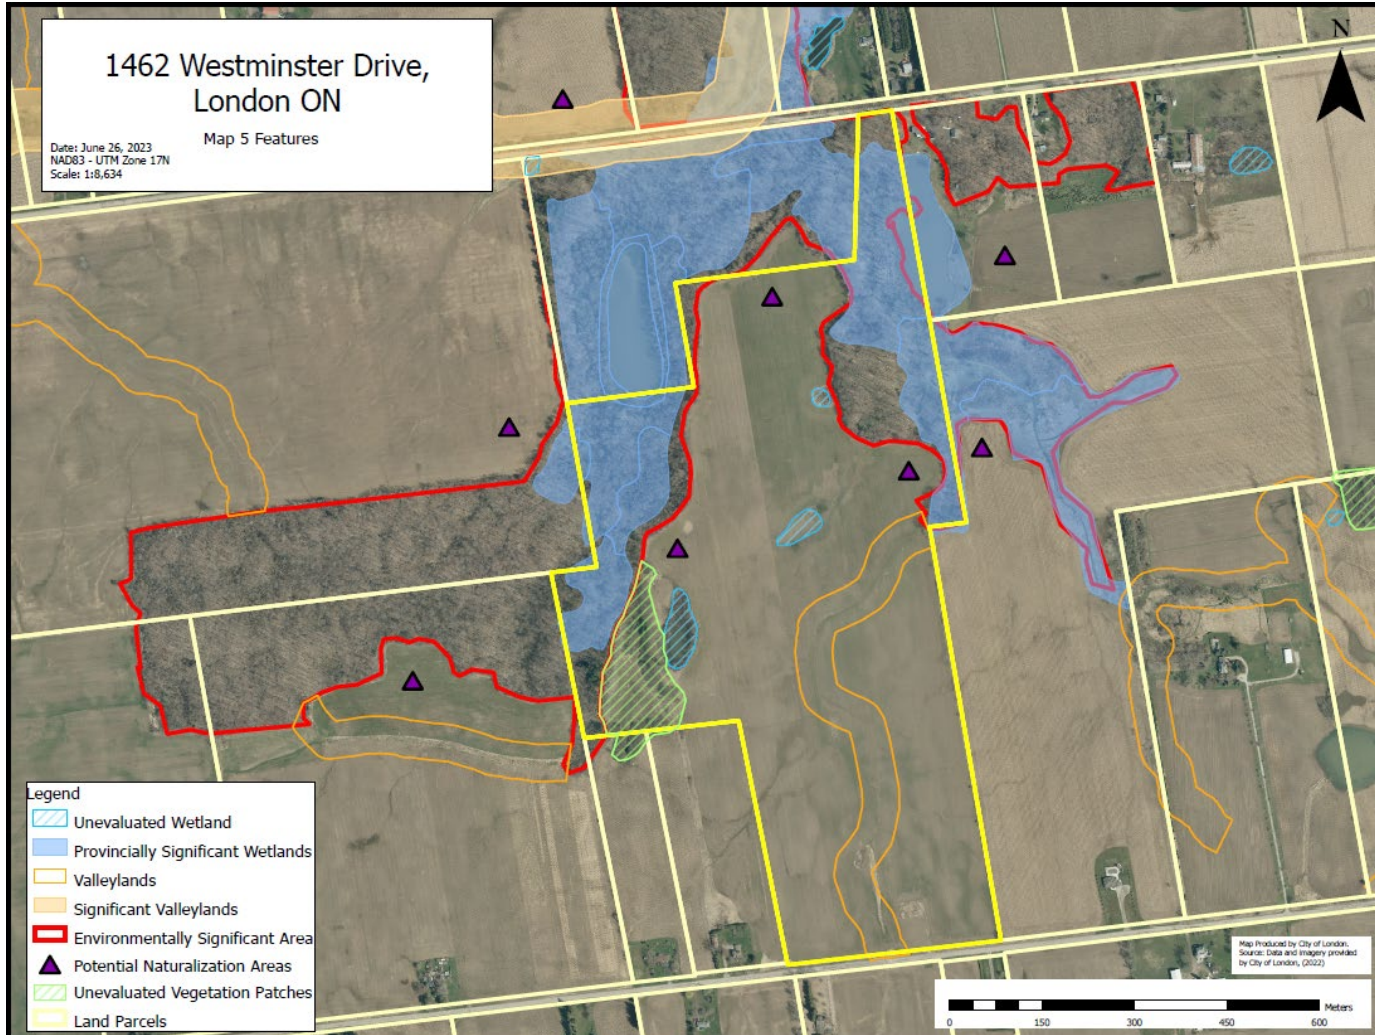 1462 Westminster Drive,
London ON
Map 5 Features
Date: June 26, 2023
NAD83 - UTM Zone 17N
Scale: 1:8,634
N
Legend
Unevaluated Wetland
Provincially Significant Wetlands
Valleylands
Significant Valleylands
Environmentally Significant Area
Potential Naturalization Areas
Unevaluated Vegetation Patches
Land Parcels
Map Produced by City of London.
Source: Data and Imagery provided
by City of London, (2022)
Meters
0 150 300 450 600